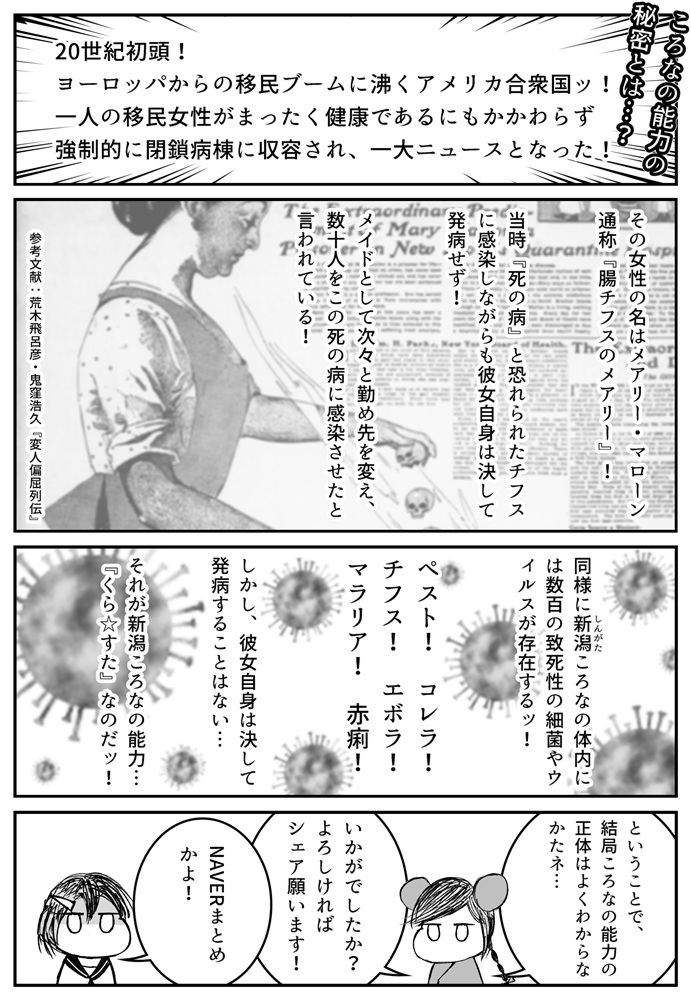 ころなの能力の
秘密とは…？
20世紀初頭！
ヨーロッパからの移民ブームに沸くアメリカ合衆国ッ！
一人の移民女性がまったく健康であるにもかかわらず
強制的に閉鎖病棟に収容され、一大ニュースとなった！
その女性の名はメアリー・マローン
通称『腸チフスのメアリー』！
当時『死の病』と恐れられたチフス
に感染しながらも彼女自身は決して
発病せず！
メイドとして次々と勤め先を変え、
数十人をこの死の病に感染させたと
言われている！
参考文献：荒木飛呂彦・鬼窪浩久『変人偏屈列伝』
同様に新潟ころなの体内に
しんがた
は数百の致死性の細菌やウ
イルスが存在するッ！
ペスト！　コレラ！
チフス！　エボラ！
マラリア！　赤痢！
しかし、彼女自身は決して
発病することはない…
それが新潟ころなの能力…
『くら☆すた』なのだッ！
ということで、
結局ころなの能力の
正体はよくわからな
かたネ…
いかがでしたか？
よろしければ
シェア願います！
NAVERまとめ
かよ！